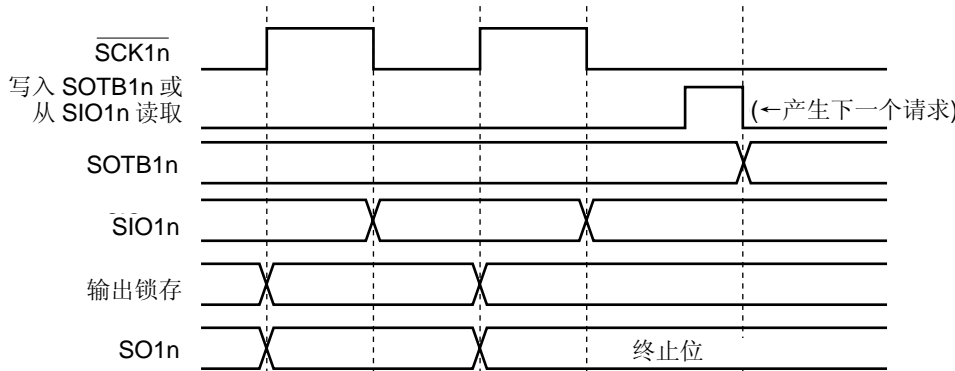 SCK1n
写入 SOTB1n 或
从 SIO1n 读取
(←产生下一个请求)
SOTB1n
SIO1n
输出锁存
SO1n
终止位